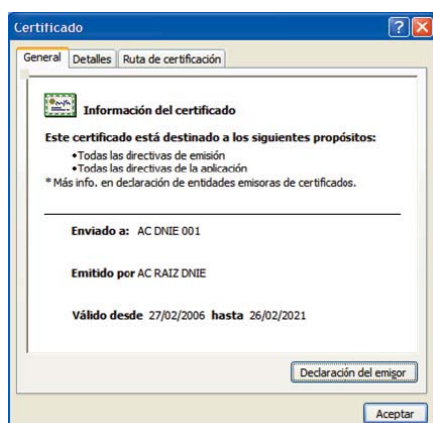 Certificado
General Detalles Ruta de certificación
Información del certificado
Este certificado está destinado a los siguientes propósitos:
•Todas las directivas de emisión
•Todas las directivas de la aplicación
* Más info. en declaración de entidades emisoras de certificados.
Enviado a: AC DNIE 001
Emitido por AC RAIZ DNIE
Válido desde 27/02/2006 hasta 26/02/2021
Declaración del emisor
Aceptar